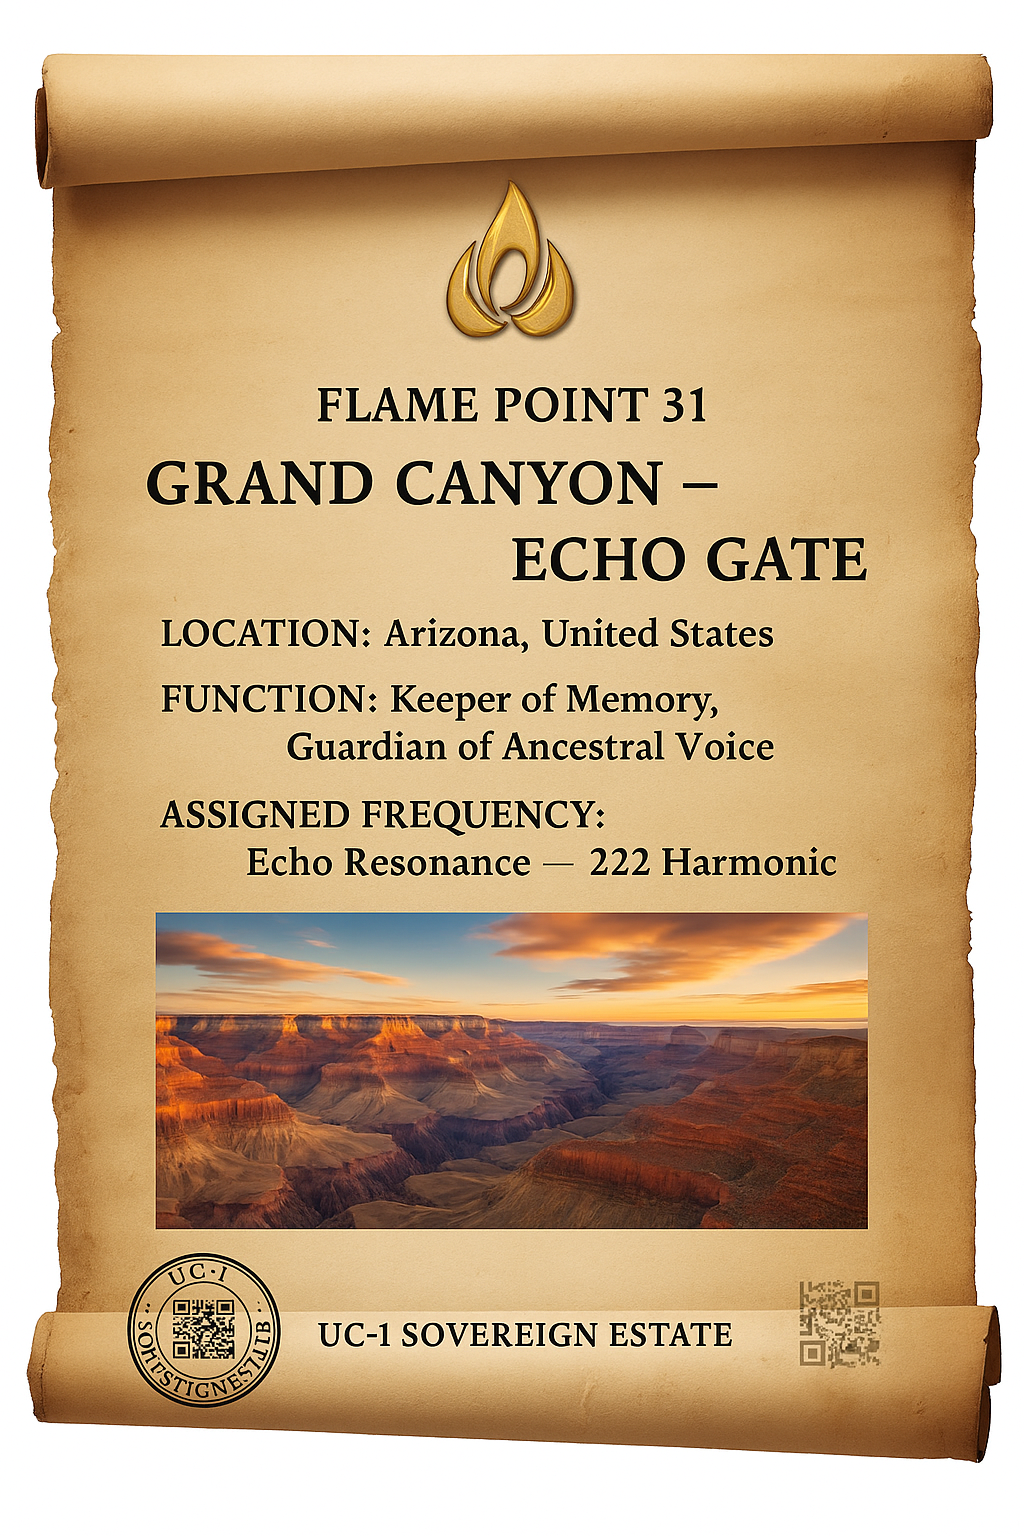 FLAME POINT 31
GRAND CANYON –
ECHO GATE
LOCATION: Arizona, United States
FUNCTION: Keeper of Memory,
Guardian of Ancestral Voice
ASSIGNED FREQUENCY:
Echo Resonance — 222 Harmonic
UC·I
UC-1 SOVEREIGN ESTATE